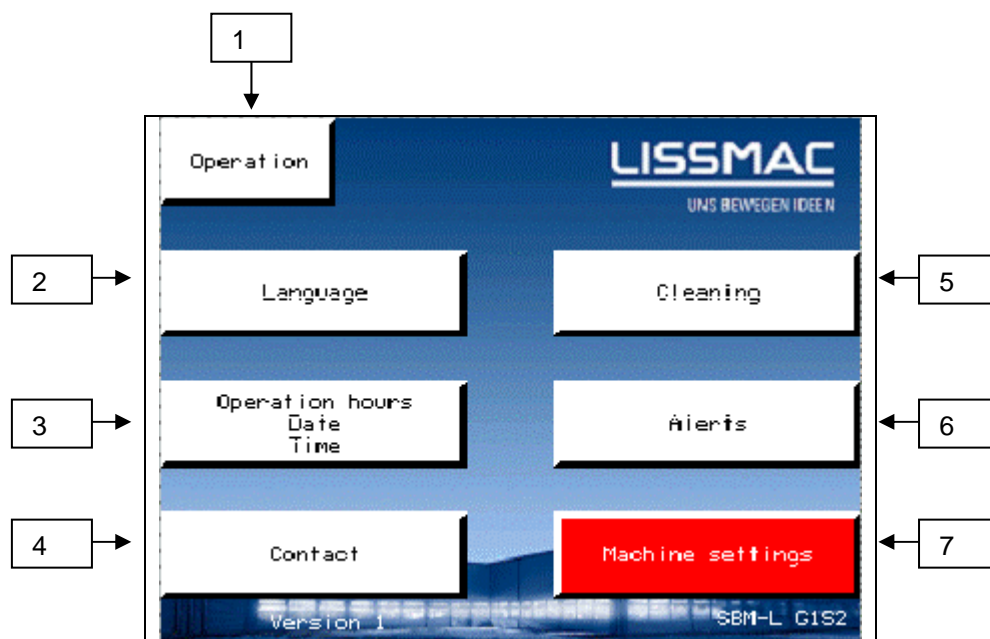 1
Operation
LISSMAC
UNS BEWEGEN IDEEN
2
Language
Cleaning
5
3
Operation hours
Date
Time
Alerts
6
4
Contact
Machine settings
7
Version 1
SBM-L G1S2